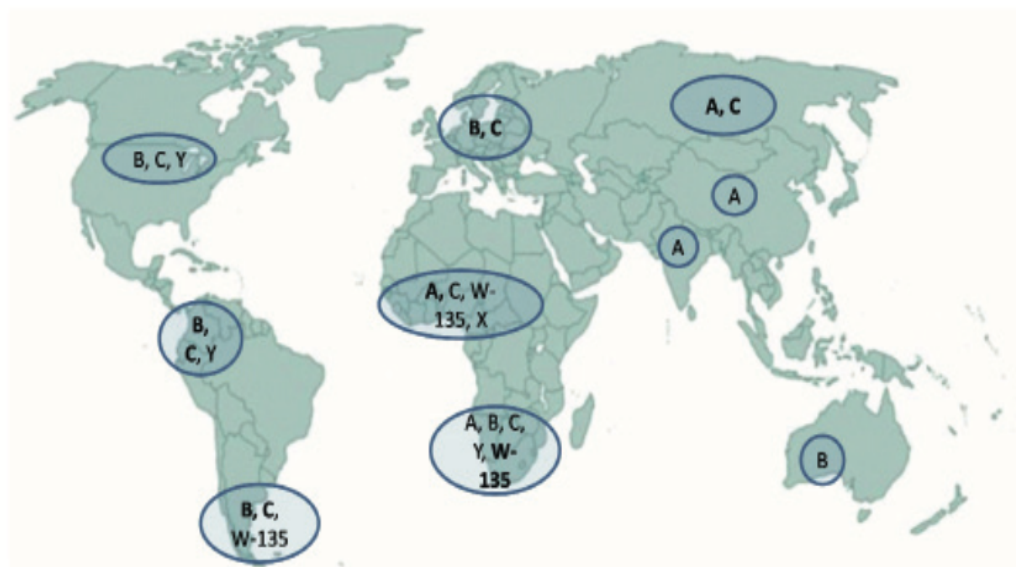 A, C
B, C
B, C, Y
A
A
A, C, W-
135, X
B,
C, Y
A, B, C,
Y, W-
135
B
B, C,
W-135